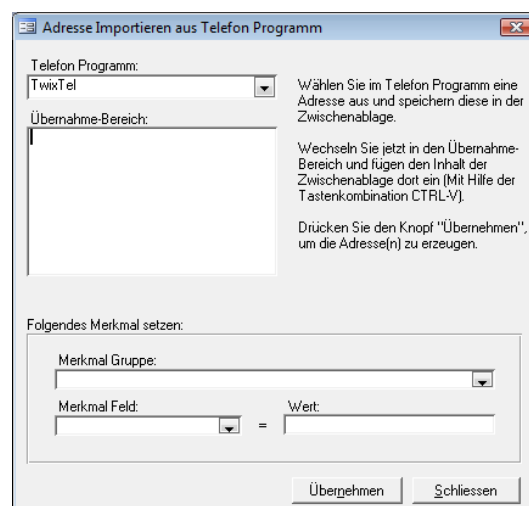 Adresse Importieren aus Telefon Programm
Telefon Programm:
TwixTel
Übernahme-Bereich:
Wählen Sie im Telefon Programm eine
Adresse aus und speichern diese in der
Zwischenablage.
Wechseln Sie jetzt in den Übernahme-
Bereich und fügen den Inhalt der
Zwischenablage dort ein (Mit Hilfe der
Tastenkombination CTRL-V).
Drücken Sie den Knopf "Übernehmen",
um die Adresse(n) zu erzeugen.
Folgendes Merkmal setzen:
Merkmal Gruppe:
Merkmal Feld:
Wert:
=
Übernehmen
Schliessen